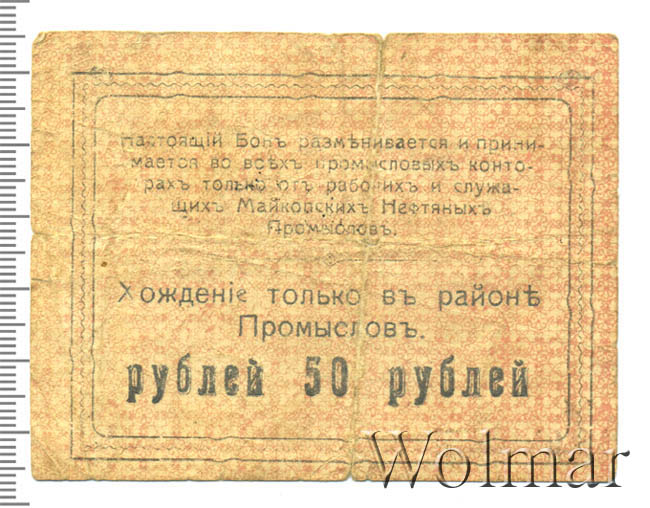 Настоящій Бонъ размѣнивается и прини-
мается во всѣхъ промысловыхъ конто-
рахъ только отъ рабочихъ и служа-
щихъ Майкопскихъ Нефтяныхъ
Промысловъ.
Хожденіе только въ районѣ
Промысловъ.
рублей 50 рублей
Wolmar